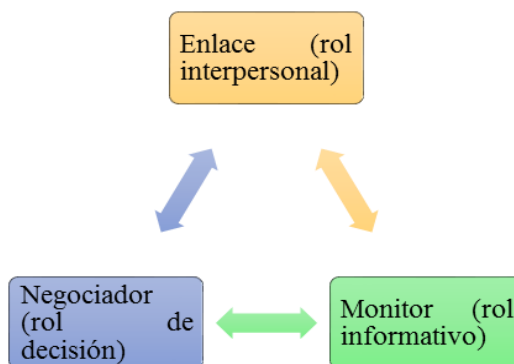 Enlace (rol
interpersonal)
Negociador
(rol de
decisión)
Monitor (rol
informativo)